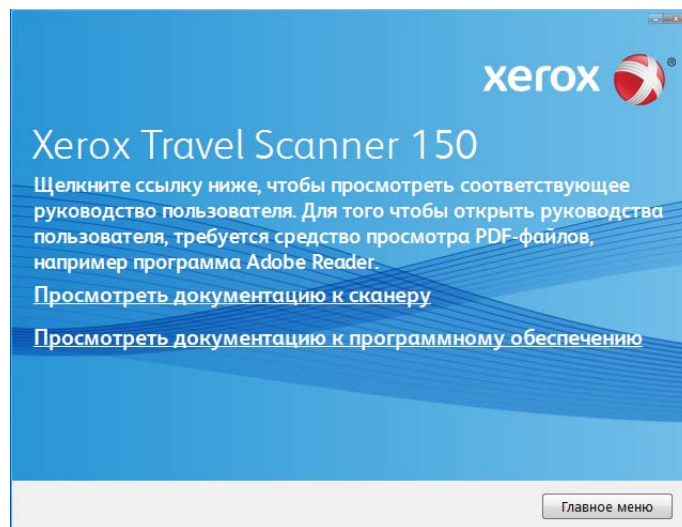 xerox ®
Xerox Travel Scanner 150
Щелкните ссылку ниже, чтобы просмотреть соответствующее
руководство пользователя. Для того чтобы открыть руководства
пользователя, требуется средство просмотра PDF-файлов,
например программа Adobe Reader.
Просмотреть документацию к сканеру
Просмотреть документацию к программному обеспечению
Главное меню